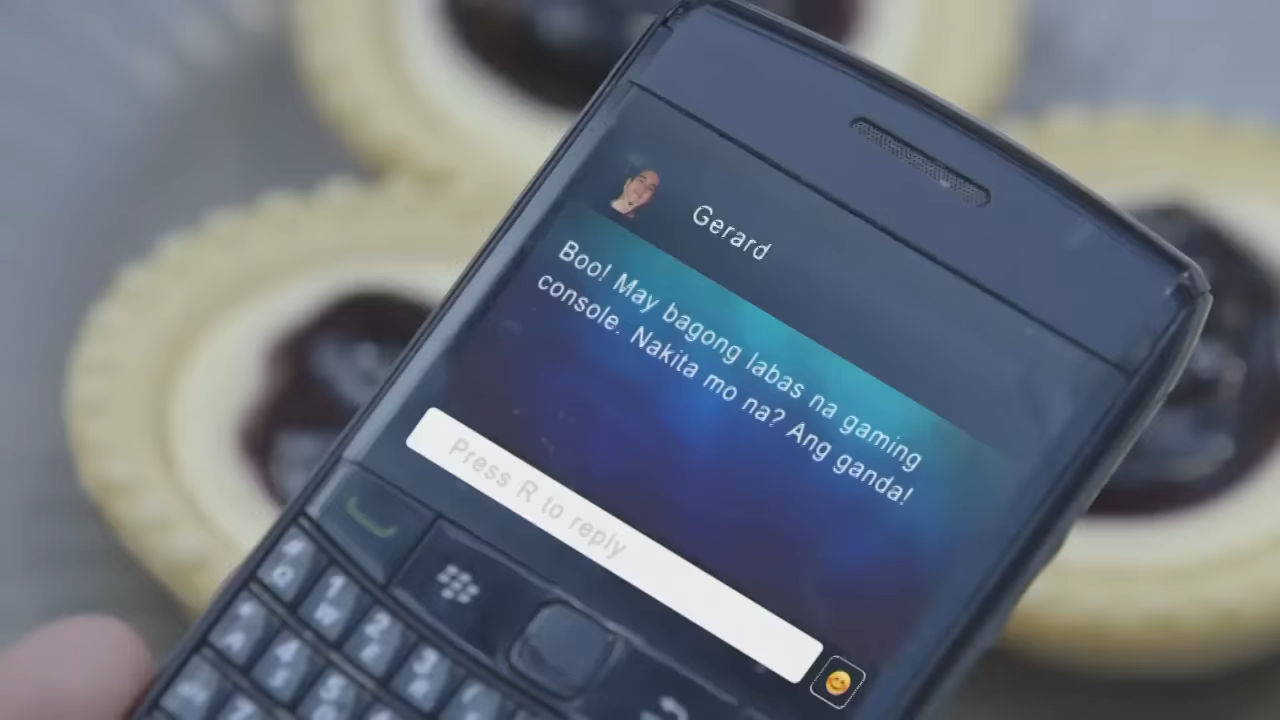 Gerard
Boo! May bagong labas na gaming
console. Nakita mo na? Ang ganda!
Press R to reply